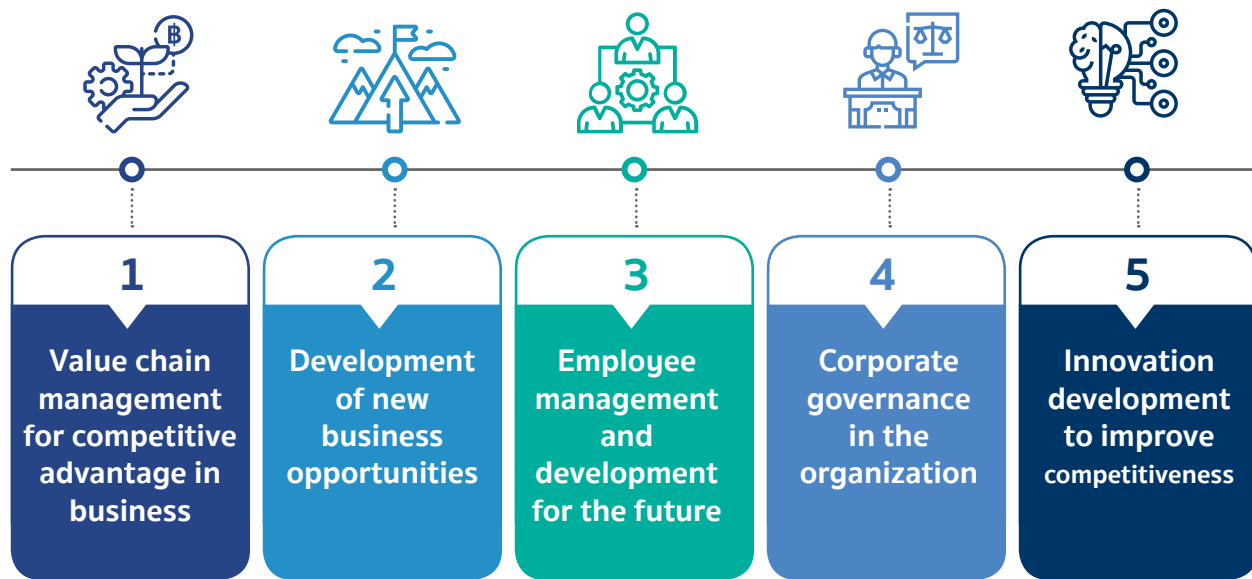 ฿
1
Value chain
management
for competitive
advantage in
business
2
Development
of new
business
opportunities
3
Employee
management
and
development
for the future
4
Corporate
governance
in the
organization
5
Innovation
development
to improve
competitiveness